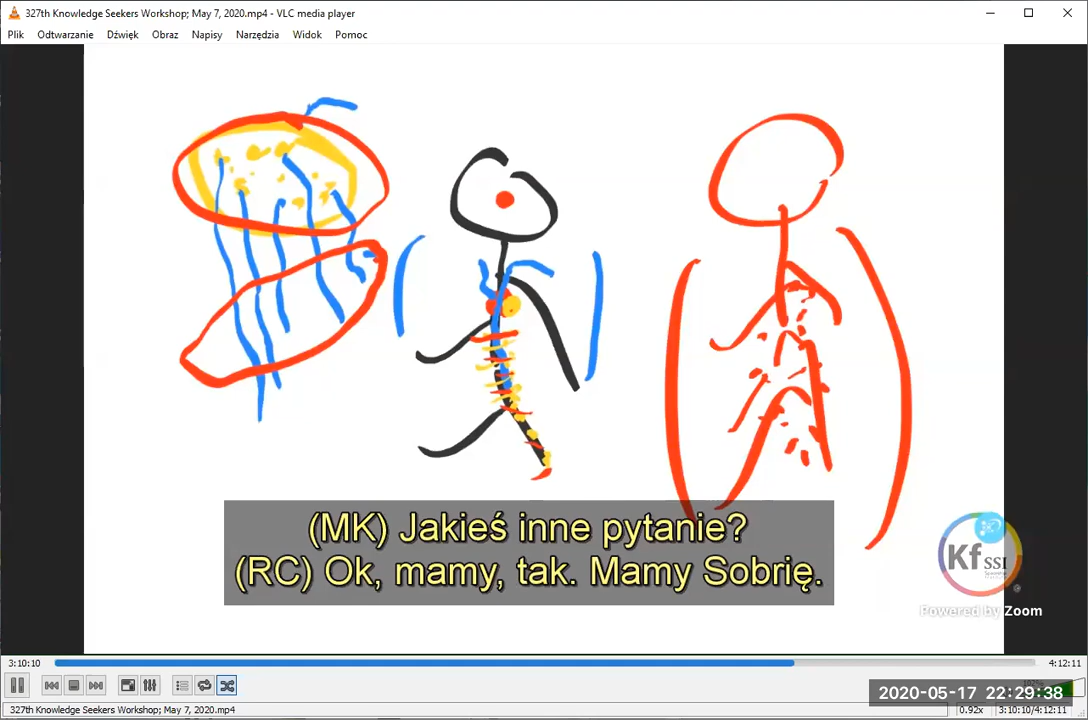 327th Knowledge Seekers Workshop; May 7, 2020.mp4 - VLC media player
Plik Odtwarzanie Dźwięk Obraz Napisy Narzędzia Widok Pomoc
(MK) Jakieś inne pytanie?
(RC) Ok, mamy, tak. Mamy Sobrię.
Kf SSI
Powered by Zoom
3:10:10
4:12:11
2020-05-17 22:29:38
327th Knowledge Seekers Workshop; May 7, 2020.mp4
0.92x
3:10:10/4:12:11